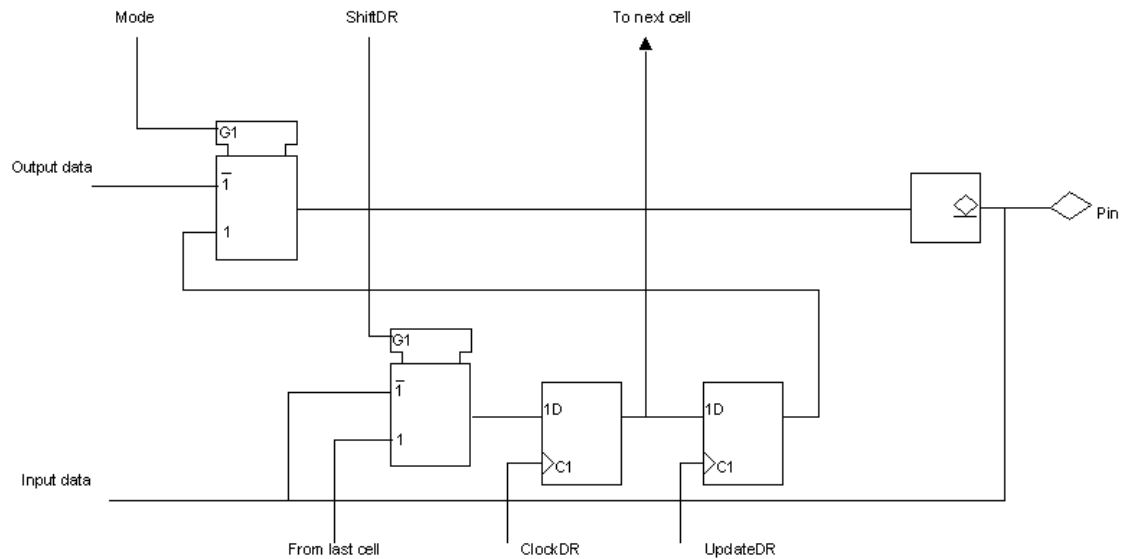 Mode
ShiftDR
To next cell
G1
Output data
1
1
Pin
G1
1
1
1D
C1
1D
C1
Input data
From last cell
ClockDR
UpdateDR